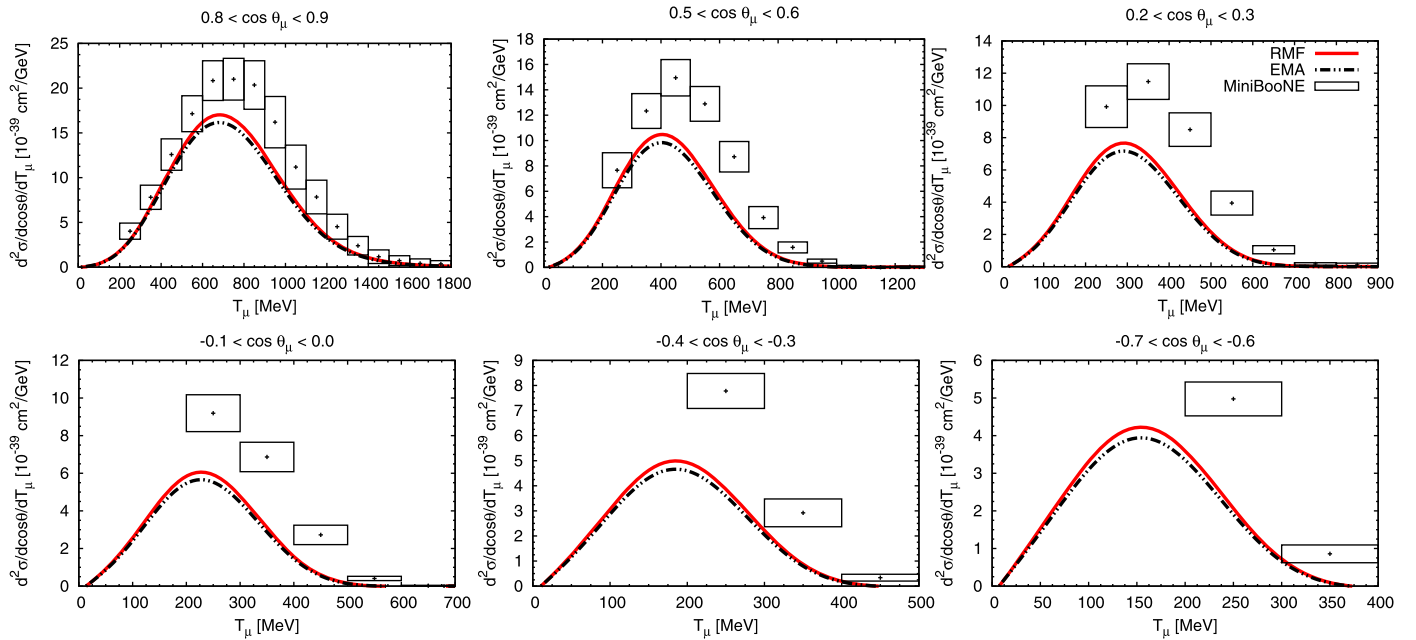 0.8 < cos θμ < 0.9
d²σ/dcosθ/dTμ [10⁻³⁹ cm²/GeV]
25
20
15
10
5
0
0 200 400 600 800 1000 1200 1400 1600 1800
Tμ [MeV]
0.5 < cos θμ < 0.6
d²σ/dcosθ/dTμ [10⁻³⁹ cm²/GeV]
18
16
14
12
10
8
6
4
2
0
0 200 400 600 800 1000 1200
Tμ [MeV]
0.2 < cos θμ < 0.3
d²σ/dcosθ/dTμ [10⁻³⁹ cm²/GeV]
RMF
EMA
MiniBooNE
14
12
10
8
6
4
2
0
0 100 200 300 400 500 600 700 800 900
Tμ [MeV]
-0.1 < cos θμ < 0.0
d²σ/dcosθ/dTμ [10⁻³⁹ cm²/GeV]
12
10
8
6
4
2
0
0 100 200 300 400 500 600 700
Tμ [MeV]
-0.4 < cos θμ < -0.3
d²σ/dcosθ/dTμ [10⁻³⁹ cm²/GeV]
9
8
7
6
5
4
3
2
1
0
0 100 200 300 400 500
Tμ [MeV]
-0.7 < cos θμ < -0.6
d²σ/dcosθ/dTμ [10⁻³⁹ cm²/GeV]
6
5
4
3
2
1
0
0 50 100 150 200 250 300 350 400
Tμ [MeV]